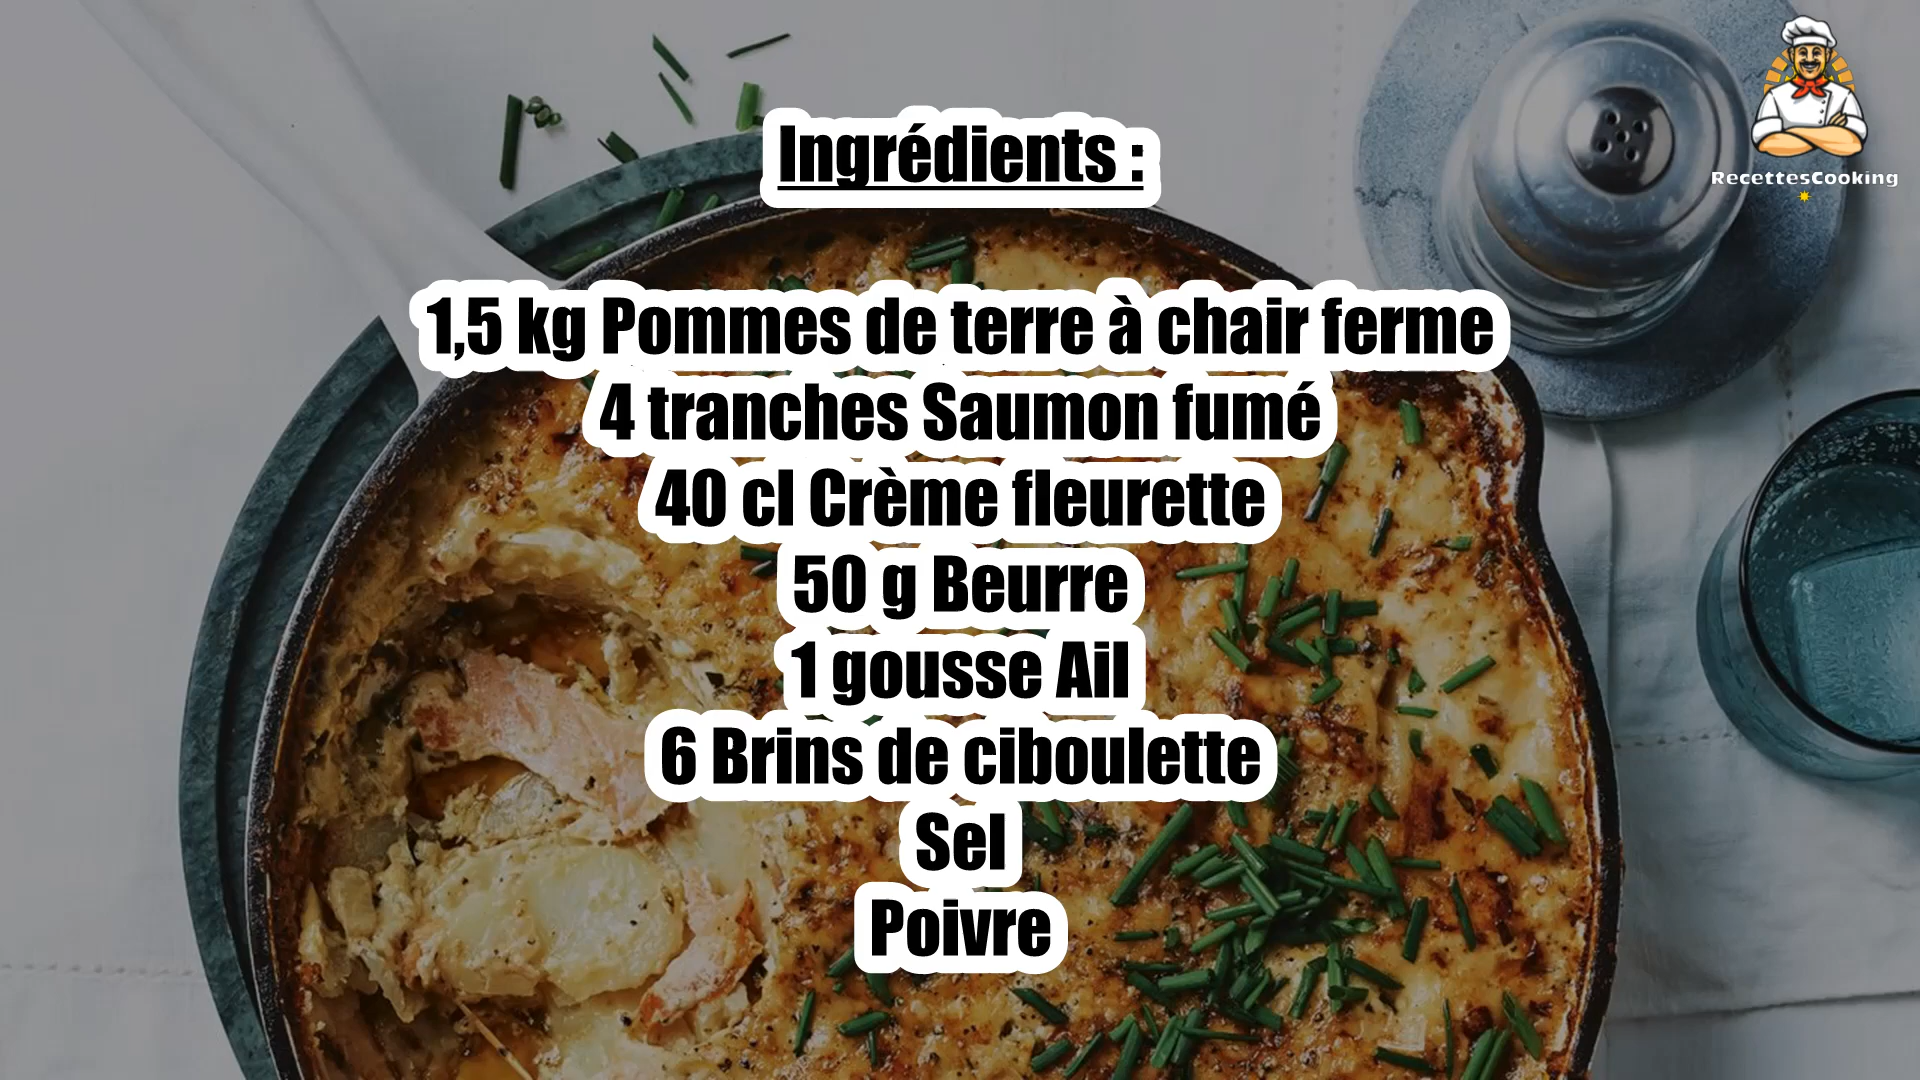 Ingrédients :
1,5 kg Pommes de terre à chair ferme
4 tranches Saumon fumé
40 cl Crème fleurette
50 g Beurre
1 gousse Ail
6 Brins de ciboulette
Sel
Poivre
RecettesCooking